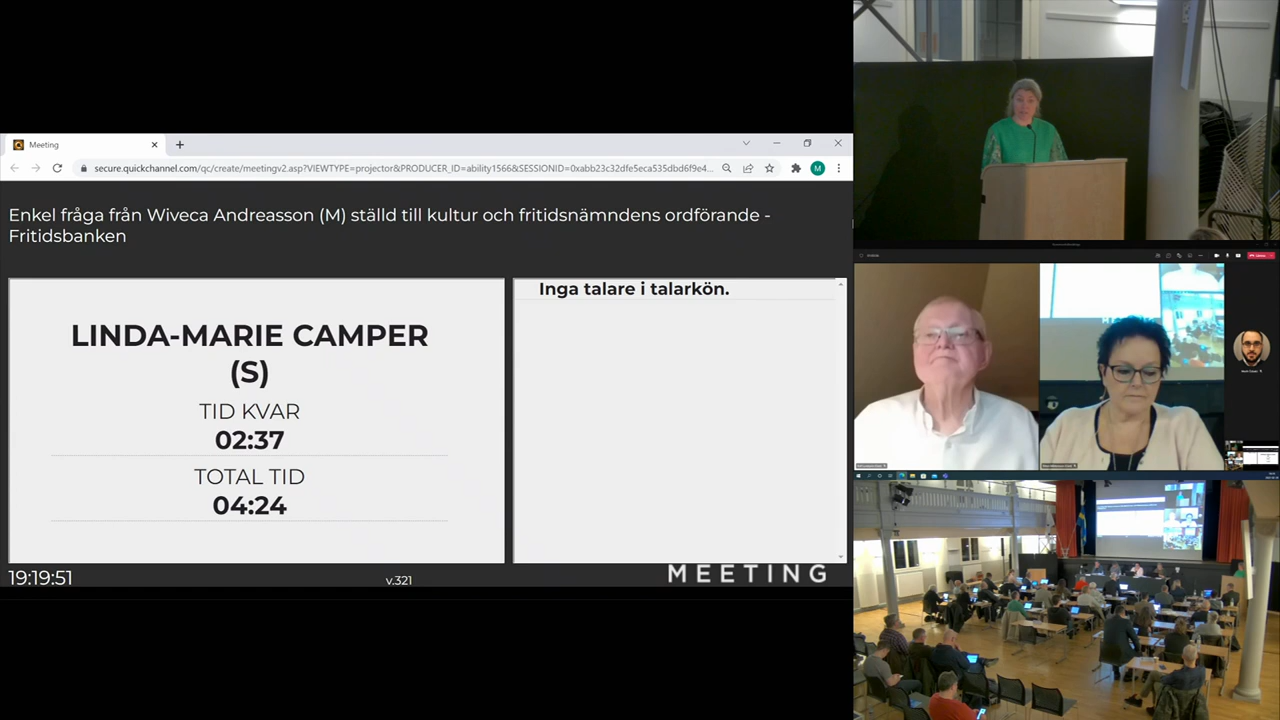 Meeting
secure.quickchannel.com/qc/create/meetingv2.asp?VIEWTYPE=projector&PRODUCER_ID=ability1566&SESSIONID=0xabb23c32dfe5eca535dbd6f9e4...
M
Enkel fråga från Wiveca Andreasson (M) ställd till kultur och fritidsnämndens ordförande -
Fritidsbanken
LINDA-MARIE CAMPER
(S)
TID KVAR
02:37
TOTAL TID
04:24
Inga talare i talarkön.
19:19:51
v.321
MEETING